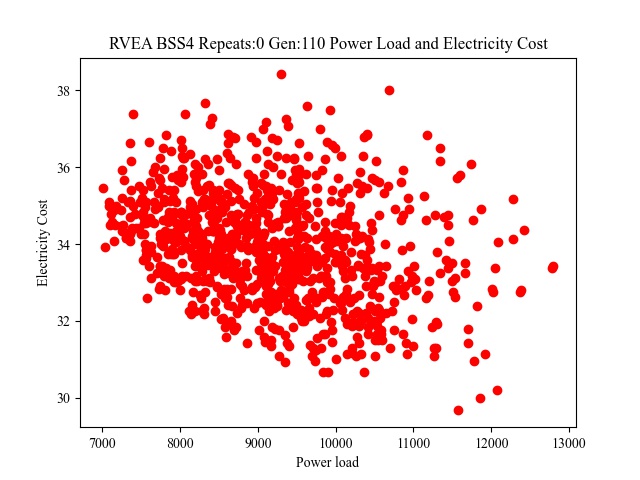 RVEA BSS4 Repeats:0 Gen:110 Power Load and Electricity Cost
38
36
34
32
30
Electricity Cost
7000 8000 9000 10000 11000 12000 13000
Power load